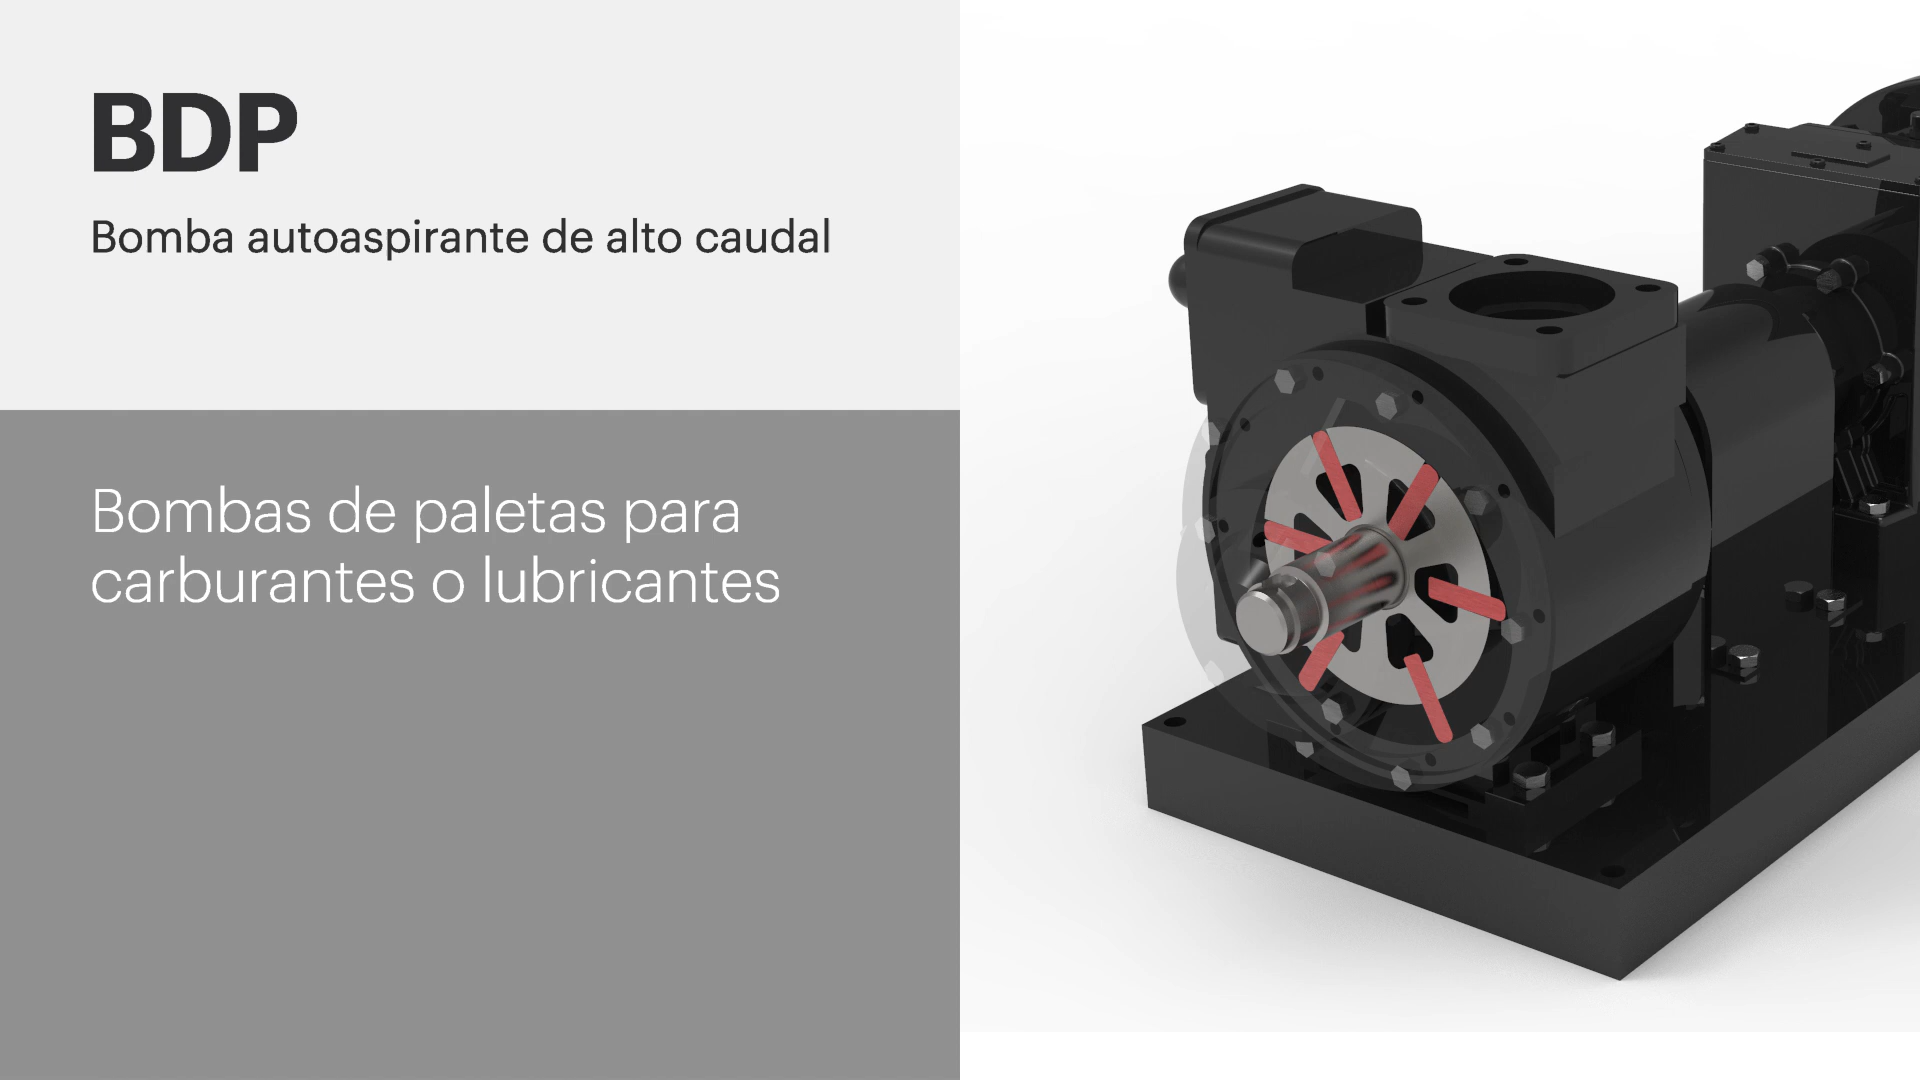 BDP
Bomba autoaspirante de alto caudal
Bombas de paletas para
carburantes o lubricantes